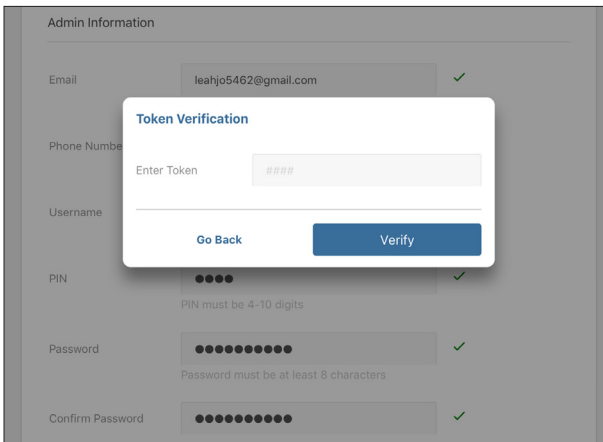 Admin Information
Email leahjo5462@gmail.com
Token Verification
Phone Numbe
Enter Token ####
Username
Go Back Verify
PIN ●●●●
PIN must be 4-10 digits
Password ●●●●●●●●●●
Password must be at least 8 characters
Confirm Password ●●●●●●●●●●